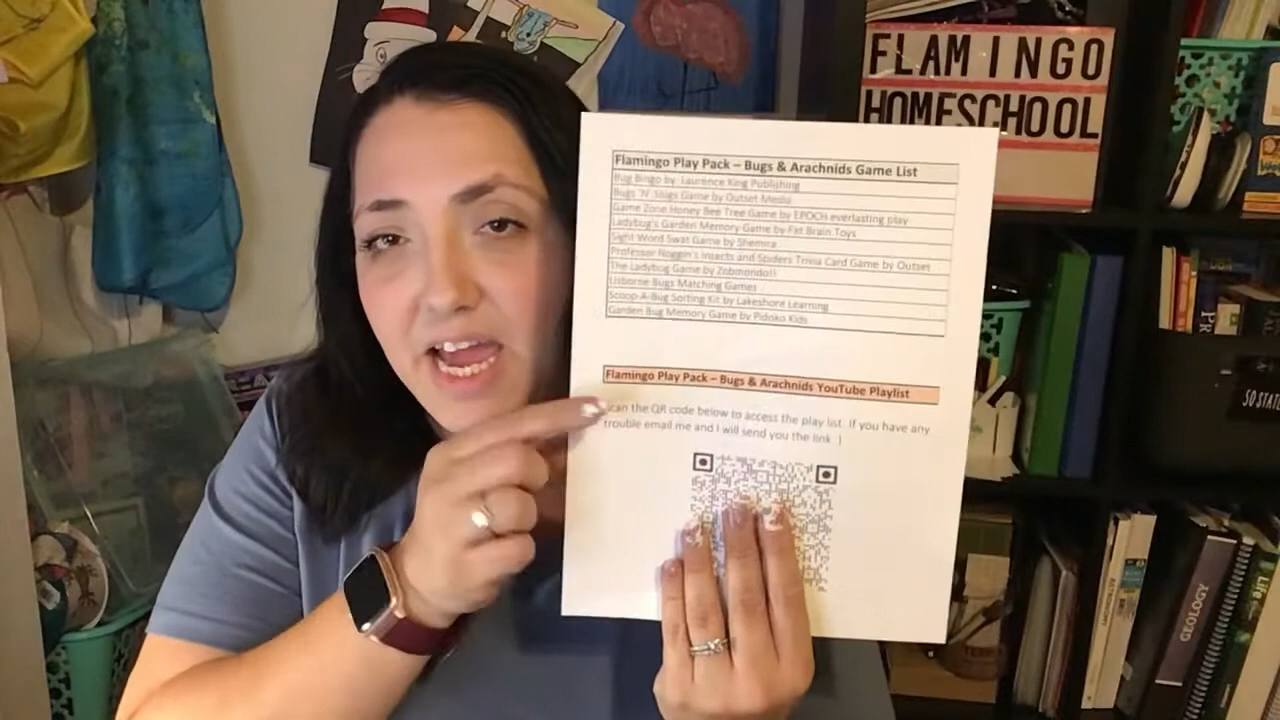 FLAMINGO
HOMESCHOOL
Flamingo Play Pack – Bugs & Arachnids Game List
Bug Bingo by Laurence King Publishing
Bugs 'N' Slugs Game by Outset Media
Game Zone Honey Bee Tree Game by EPOCH everlasting play
Ladybug's Garden Memory Game by Fat Brain Toys
Sight Word Swat Game by Shemira
Professor Noggin's Insects and Spiders Trivia Card Game by Outset
The Ladybug Game by Zobmondo!!
Usborne Bugs Matching Games
Scoop-A-Bug Sorting Kit by Lakeshore Learning
Garden Bug Memory Game by Pidoko Kids
Flamingo Play Pack – Bugs & Arachnids YouTube Playlist
can the QR code below to access the play list. If you have any
trouble email me and I will send you the link
GEOLOGY
Life